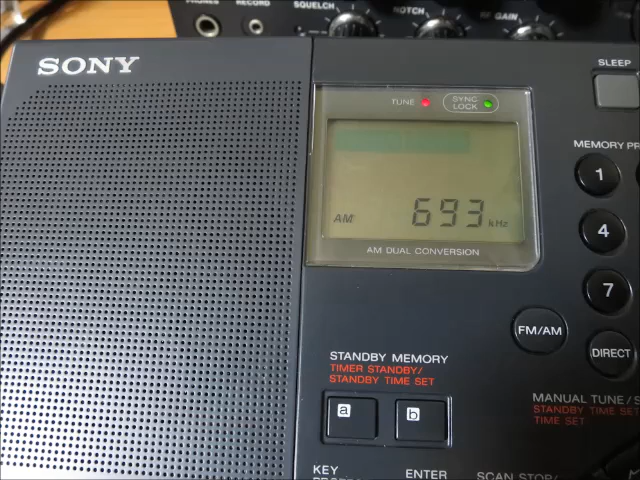 PHONES
RECORD
SQUELCH
NOTCH
RF GAIN
SONY
SLEEP
TUNE
SYNC
LOCK
MEMORY PR
1
AM
693 kHz
4
AM DUAL CONVERSION
7
FM/AM
DIRECT
STANDBY MEMORY
TIMER STANDBY/
STANDBY TIME SET
a
b
MANUAL TUNE/S
STANDBY TIME SET
TIME SET
KEY
ENTER
SCAN STOP/